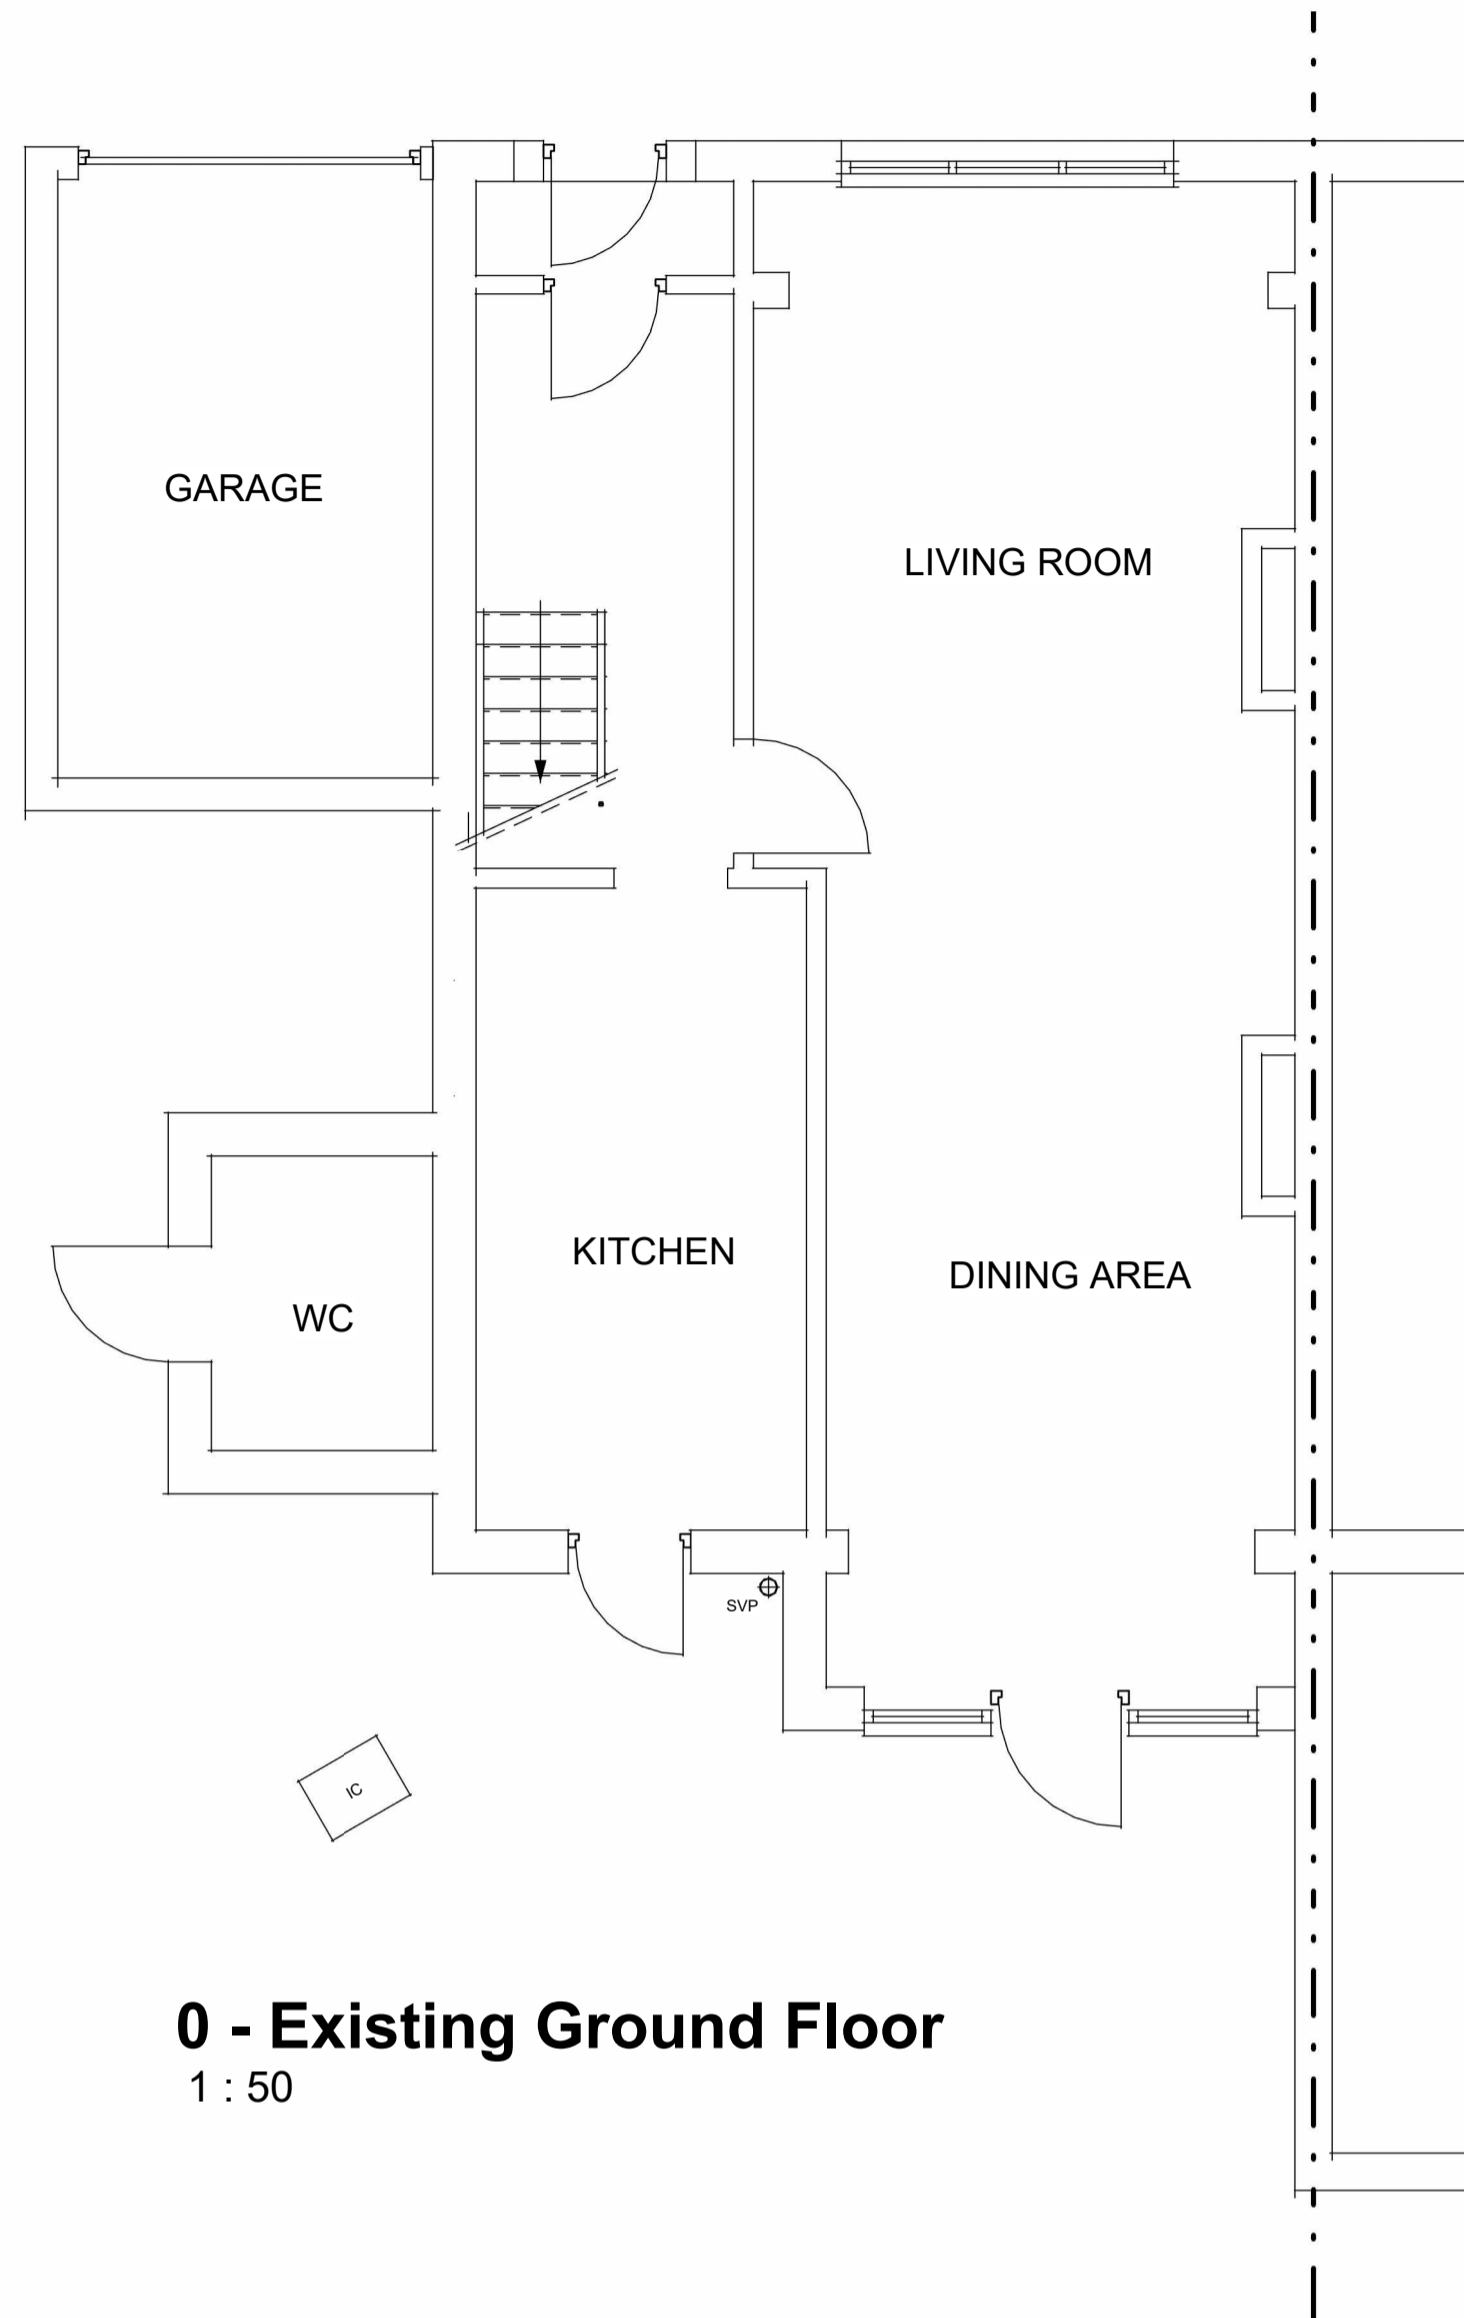 GARAGE
LIVING ROOM
KITCHEN
DINING AREA
WC
SVP
IC
0 - Existing Ground Floor
1 : 50